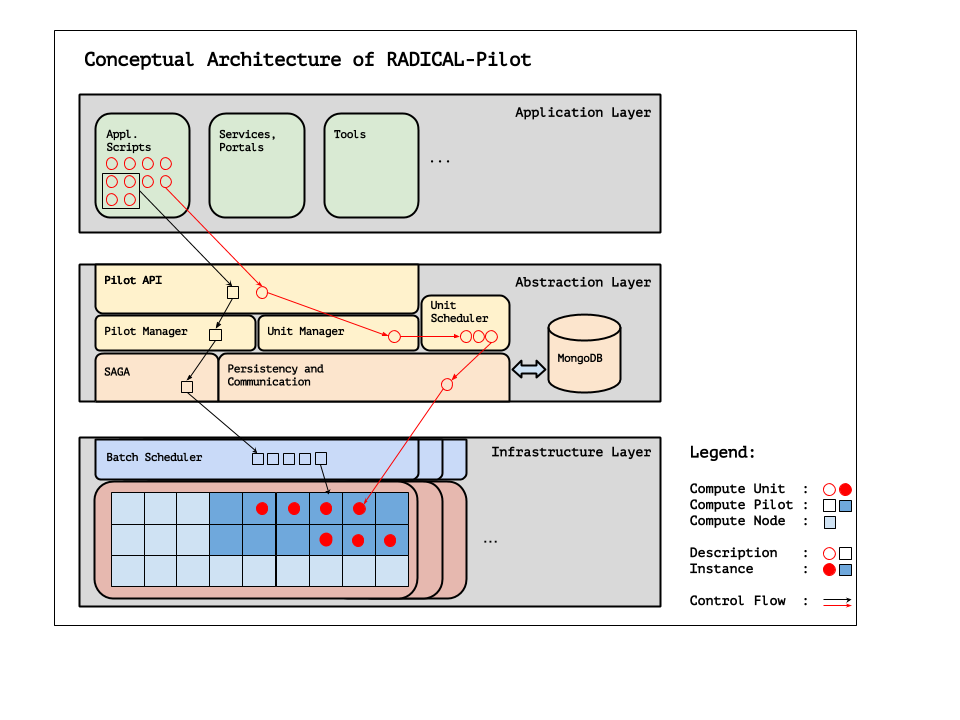 Conceptual Architecture of RADICAL-Pilot
Application Layer
Appl.
Scripts
Services,
Portals
Tools
...
Abstraction Layer
Pilot API
Unit
Scheduler
Pilot Manager
Unit Manager
MongoDB
SAGA
Persistency and
Communication
Infrastructure Layer
Batch Scheduler
...
Legend:
Compute Unit :
Compute Pilot :
Compute Node :
Description :
Instance :
Control Flow :